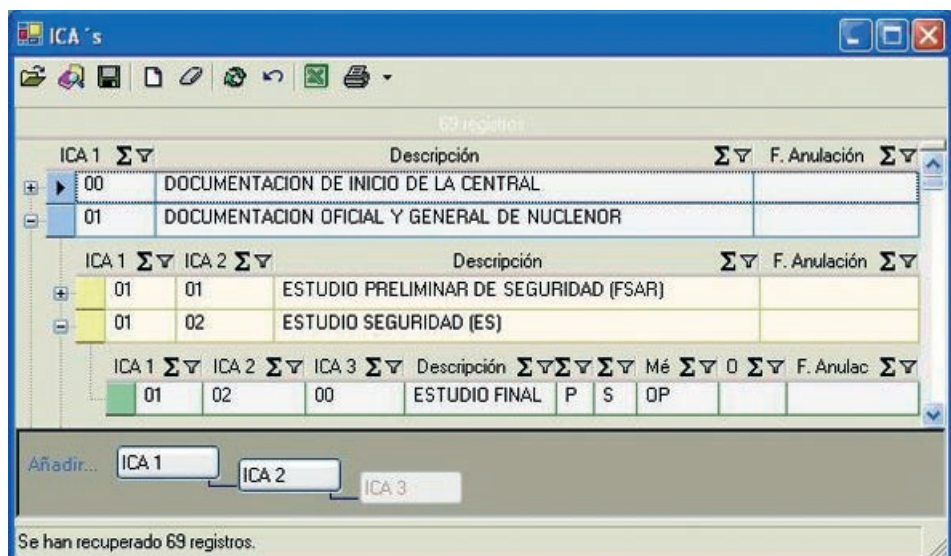 ICA ´s
69 registros
ICA 1 Σ Descripción Σ F. Anulación Σ
00 DOCUMENTACION DE INICIO DE LA CENTRAL
01 DOCUMENTACION OFICIAL Y GENERAL DE NUCLENOR
ICA 1 Σ ICA 2 Σ Descripción Σ F. Anulación Σ
01 01 ESTUDIO PRELIMINAR DE SEGURIDAD (FSAR)
01 02 ESTUDIO SEGURIDAD (ES)
ICA 1 Σ ICA 2 Σ ICA 3 Σ Descripción Σ Σ Σ Mé Σ O Σ F. Anulac Σ
01 02 00 ESTUDIO FINAL P S OP
Añadir... ICA 1
ICA 2
ICA 3
Se han recuperado 69 registros.